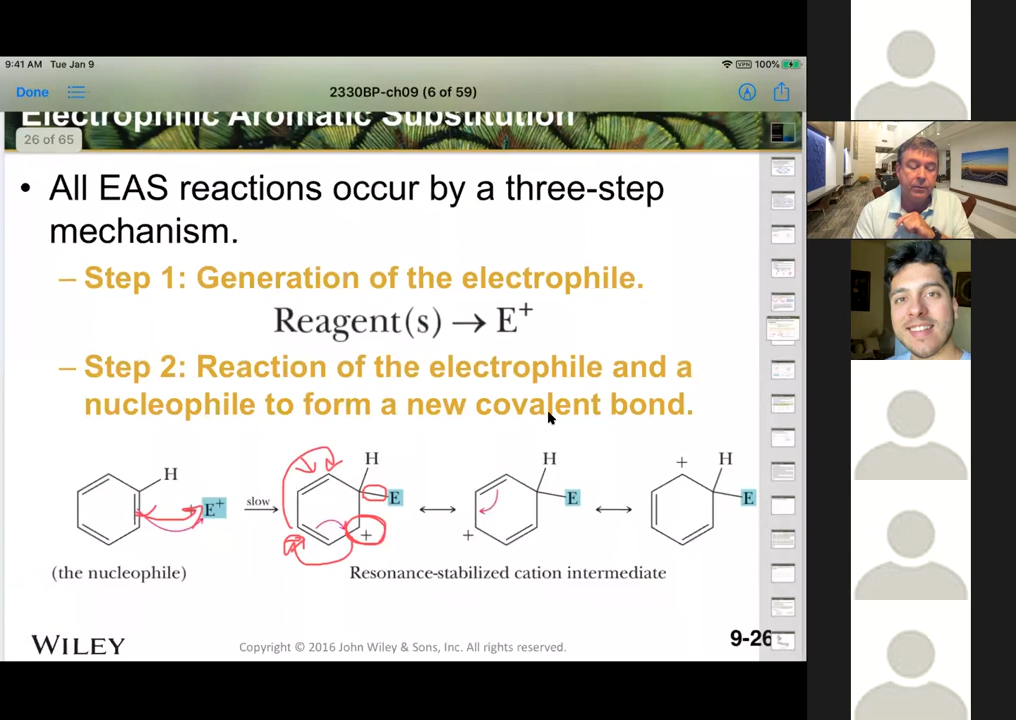 9:41 AM Tue Jan 9
VPN 100%
Done
2330BP-ch09 (6 of 59)
Electrophilic Aromatic Substitution
26 of 65
• All EAS reactions occur by a three-step
mechanism.
– Step 1: Generation of the electrophile.
Reagent(s) → E+
– Step 2: Reaction of the electrophile and a
nucleophile to form a new covalent bond.
H E+ slow H E + H E + + H E
(the nucleophile) Resonance-stabilized cation intermediate
WILEY Copyright © 2016 John Wiley & Sons, Inc. All rights reserved. 9-26